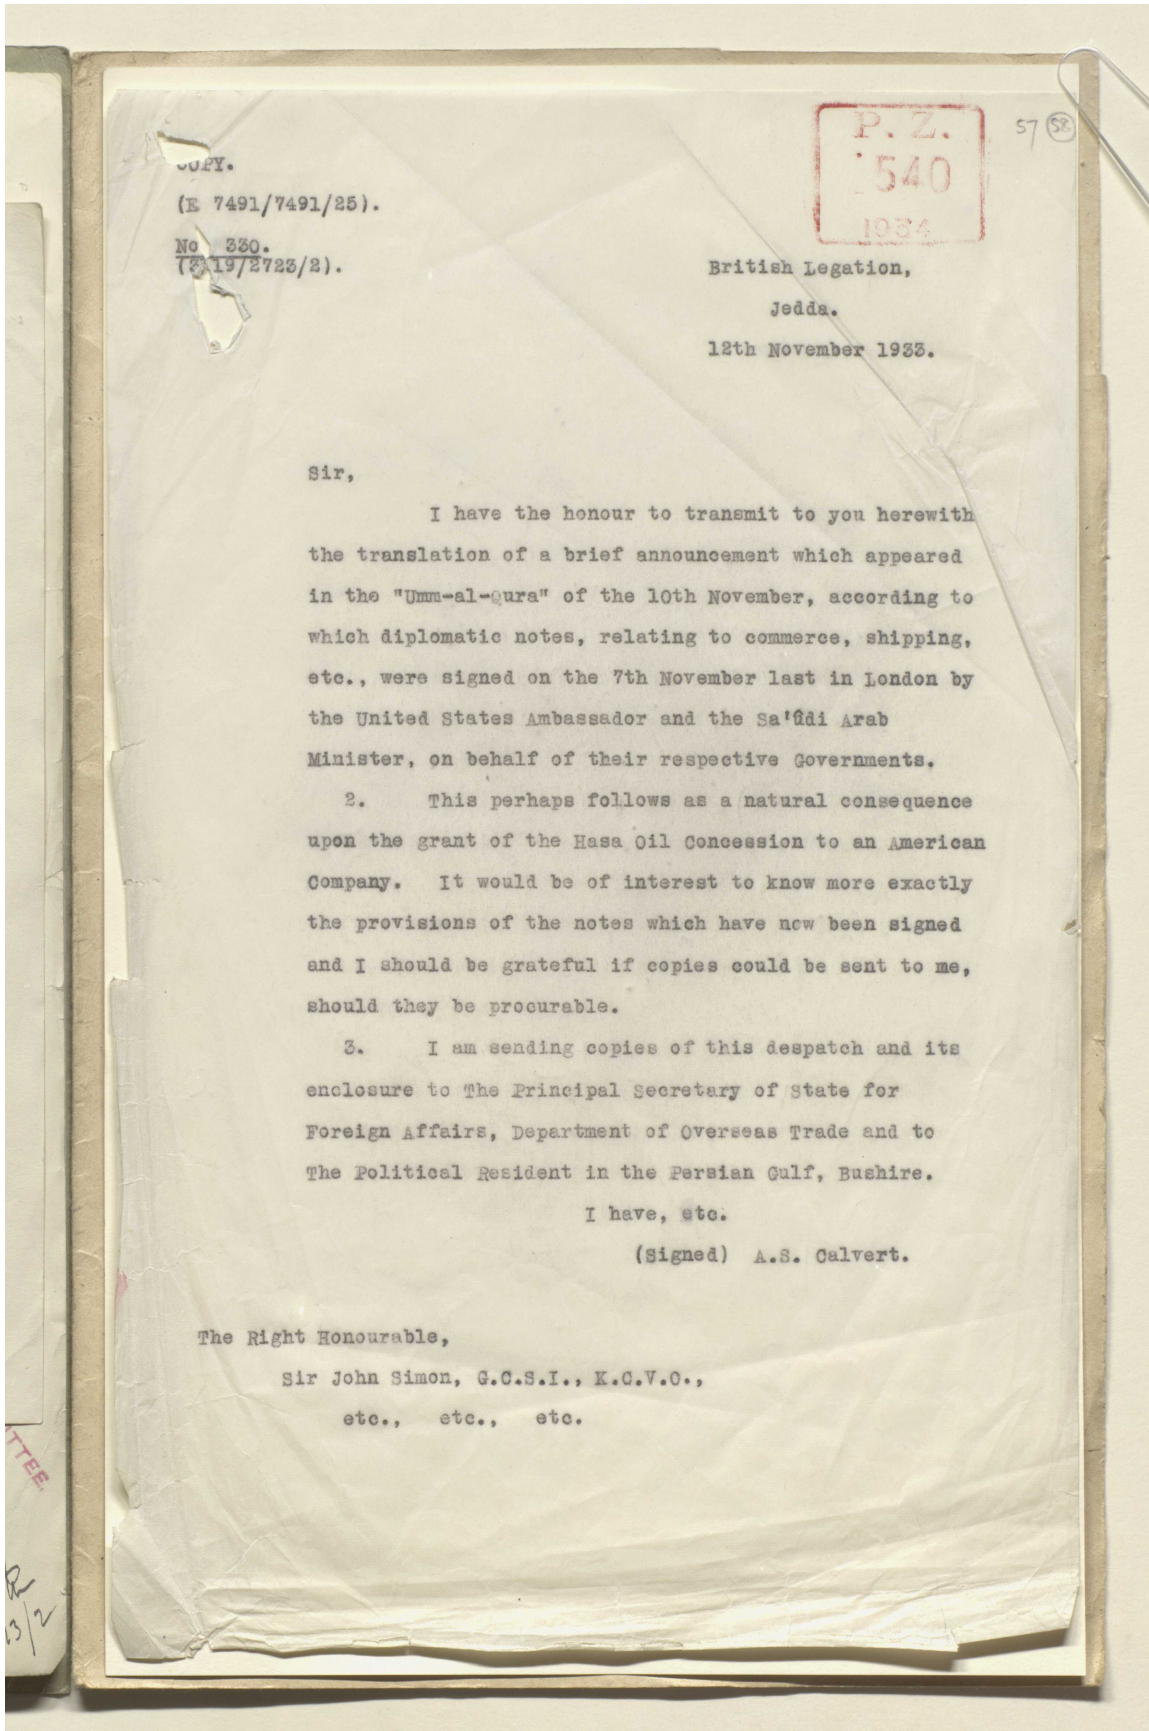 P. Z.
1540
1934
57 58
COPY.
(E 7491/7491/25).
No 330.
(3119/2723/2).
British Legation,
Jedda.
12th November 1933.
Sir,
I have the honour to transmit to you herewith
the translation of a brief announcement which appeared
in the "Umm-al-Qura" of the 10th November, according to
which diplomatic notes, relating to commerce, shipping,
etc., were signed on the 7th November last in London by
the United States Ambassador and the Sa'ûdi Arab
Minister, on behalf of their respective Governments.
2. This perhaps follows as a natural consequence
upon the grant of the Hasa Oil Concession to an American
Company. It would be of interest to know more exactly
the provisions of the notes which have now been signed
and I should be grateful if copies could be sent to me,
should they be procurable.
3. I am sending copies of this despatch and its
enclosure to The Principal Secretary of State for
Foreign Affairs, Department of Overseas Trade and to
The Political Resident in the Persian Gulf, Bushire.
I have, etc.
(Signed) A.S. Calvert.
The Right Honourable,
Sir John Simon, G.C.S.I., K.C.V.O.,
etc., etc., etc.
TTEE
13/2